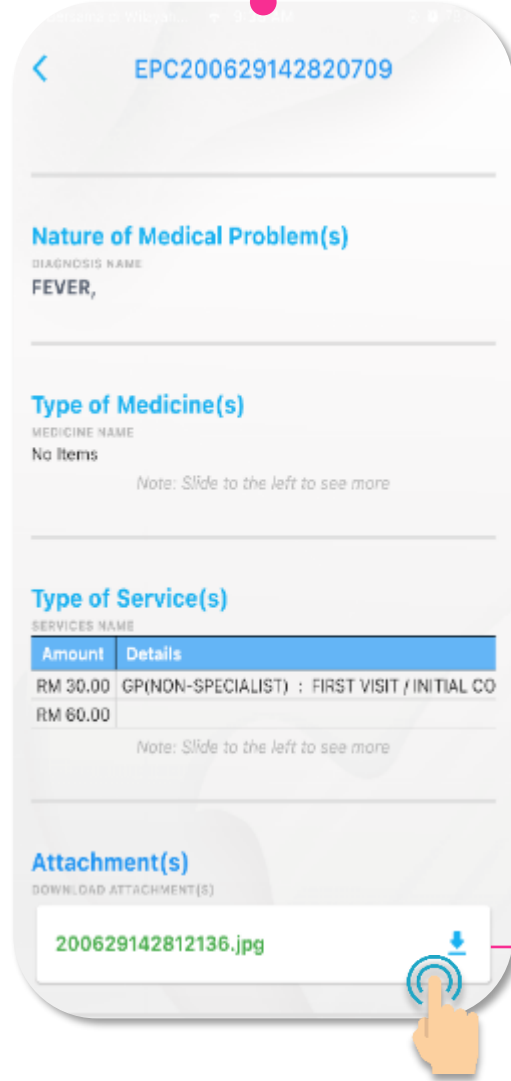 EPC200629142820709
Nature of Medical Problem(s)
DIAGNOSIS NAME
FEVER,
Type of Medicine(s)
MEDICINE NAME
No Items
Note: Slide to the left to see more
Type of Service(s)
SERVICES NAME
Amount Details
RM 30.00 GP(NON-SPECIALIST) : FIRST VISIT / INITIAL CO
RM 60.00
Note: Slide to the left to see more
Attachment(s)
DOWNLOAD ATTACHMENT(S)
200629142812136.jpg